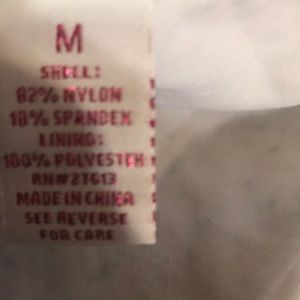 M
SHELL:
82% NYLON
18% SPANDEX
LINING:
100% POLYESTER
RN# 27613
MADE IN CHINA
SEE REVERSE
FOR CARE